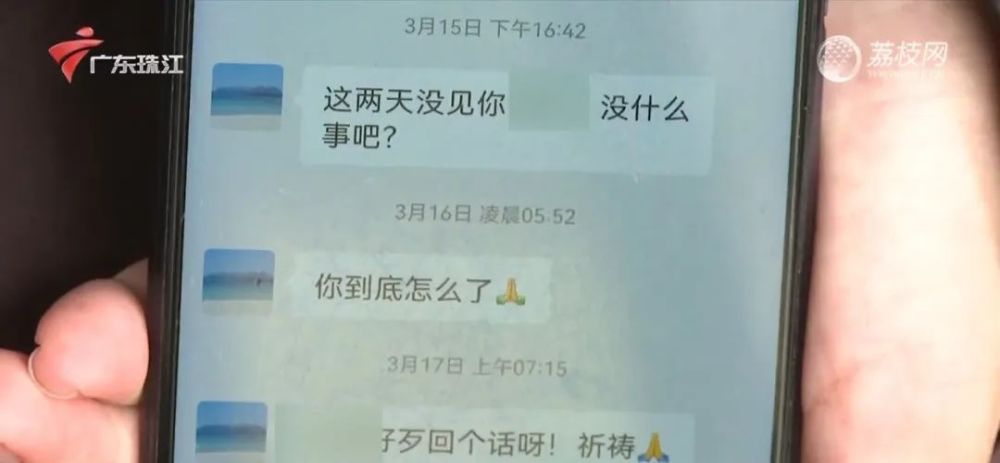 3月15日 下午16:42
广东珠江
荔枝网
这两天没见你 没什么
事吧?
3月16日 凌晨05:52
你到底怎么了🙏
3月17日 上午07:15
好歹回个话呀！祈祷🙏